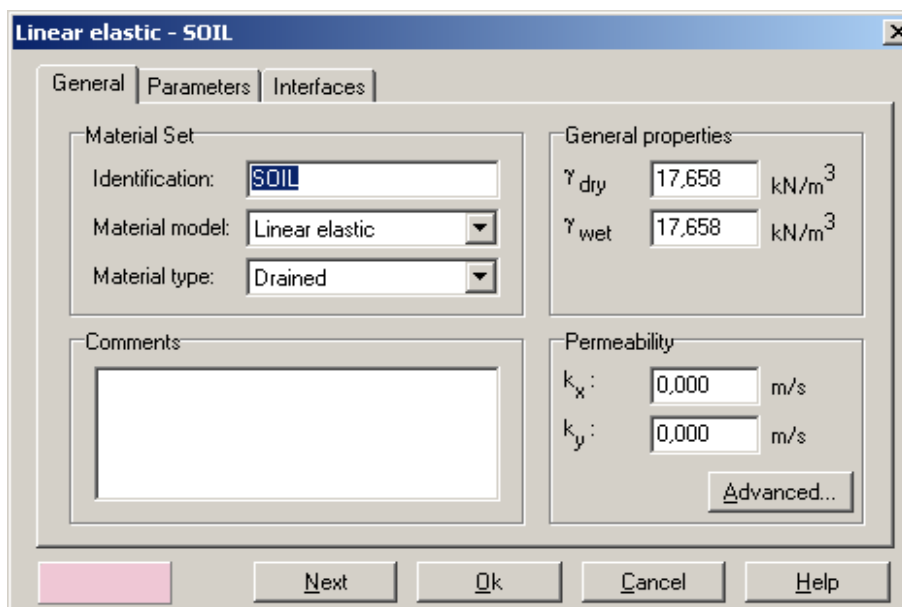 Linear elastic - SOIL
General Parameters Interfaces
Material Set
Identification: SOIL
Material model: Linear elastic
Material type: Drained
General properties
γ dry 17,658 kN/m³
γ wet 17,658 kN/m³
Comments
Permeability
kₓ : 0,000 m/s
k_y : 0,000 m/s
Advanced...
Next Ok Cancel Help